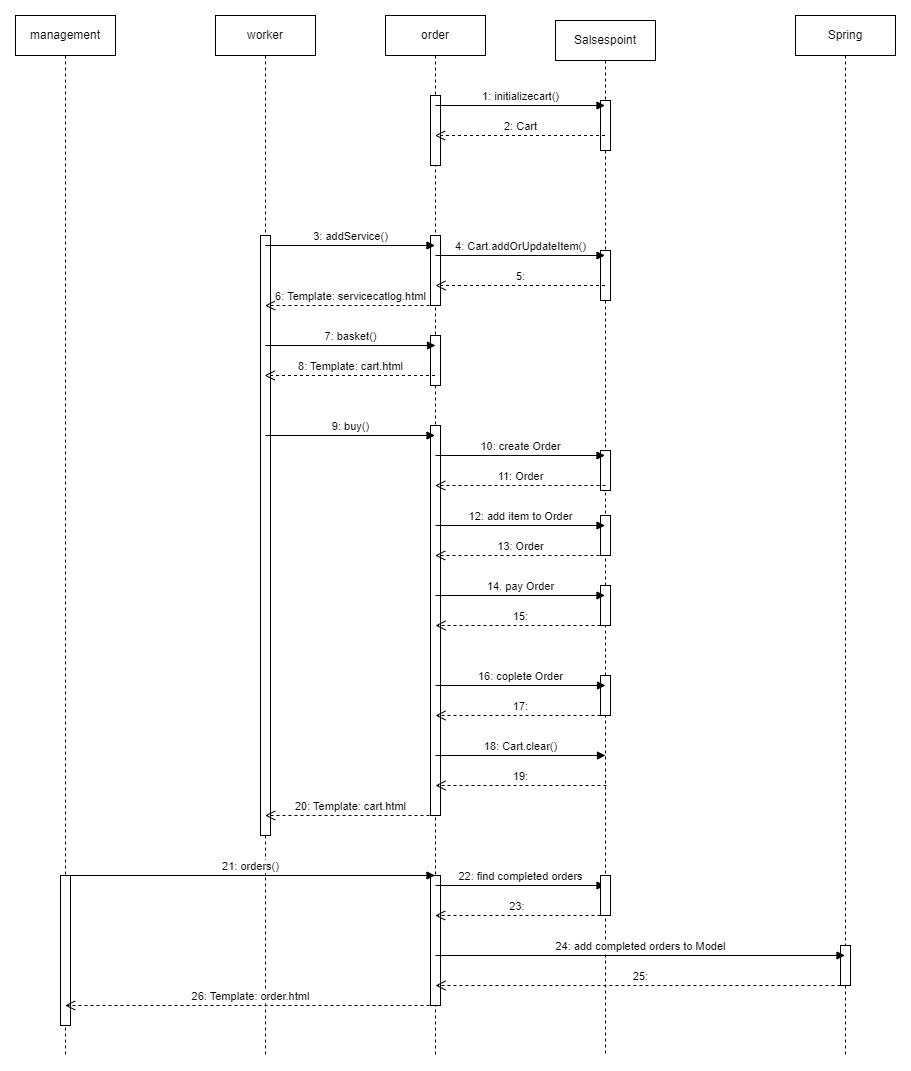 management
worker
order
Salsespoint
Spring
1: initializecart()
2: Cart
3: addService()
4: Cart.addOrUpdateItem()
5:
6: Template: servicecatlog.html
7: basket()
8: Template: cart.html
9: buy()
10: create Order
11: Order
12: add item to Order
13: Order
14. pay Order
15:
16: coplete Order
17:
18: Cart.clear()
19:
20: Template: cart.html
21: orders()
22: find completed orders
23:
24: add completed orders to Model
25:
26: Template: order.html